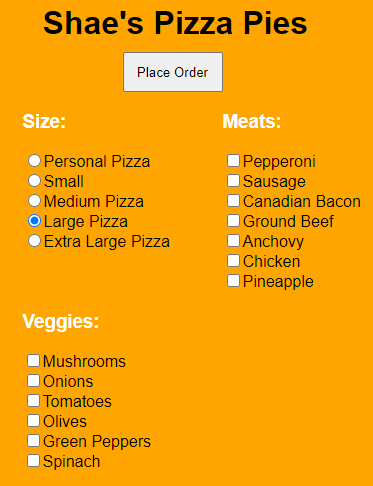 Shae's Pizza Pies
Place Order
Size:
Personal Pizza
Small
Medium Pizza
Large Pizza
Extra Large Pizza
Meats:
Pepperoni
Sausage
Canadian Bacon
Ground Beef
Anchovy
Chicken
Pineapple
Veggies:
Mushrooms
Onions
Tomatoes
Olives
Green Peppers
Spinach